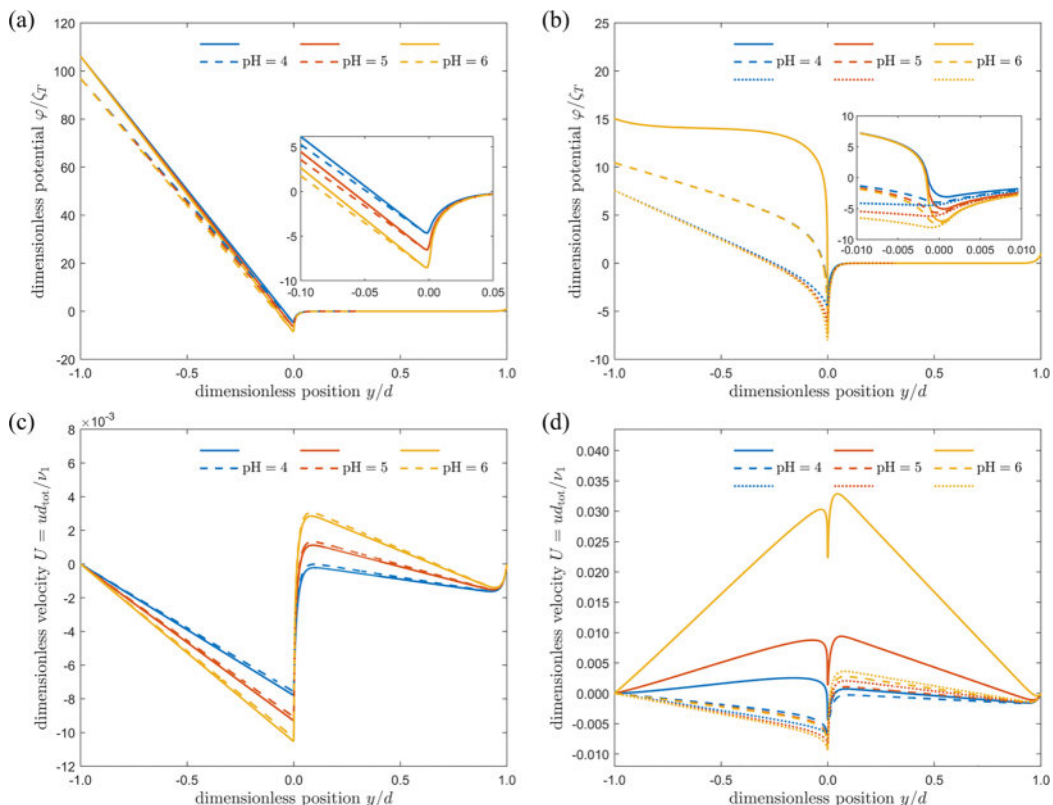 (a)
120
100
80
60
40
20
0
-20
dimensionless potential φ/ζ_T
pH = 4 pH = 5 pH = 6
5
0
-5
-10
-0.10 -0.05 0.00 0.05
-1.0 -0.5 0.0 0.5 1.0
dimensionless position y/d
(b)
25
20
15
10
5
0
-5
-10
dimensionless potential φ/ζ_T
pH = 4 pH = 5 pH = 6
10
5
0
-5
-10
-0.010 -0.005 0.000 0.005 0.010
-1.0 -0.5 0.0 0.5 1.0
dimensionless position y/d
(c)
×10⁻³
8
6
4
2
0
-2
-4
-6
-8
-10
-12
dimensionless velocity U = ud_tot/ν₁
pH = 4 pH = 5 pH = 6
-1.0 -0.5 0.0 0.5 1.0
dimensionless position y/d
(d)
0.040
0.035
0.030
0.025
0.020
0.015
0.010
0.005
0.000
-0.005
-0.010
dimensionless velocity U = ud_tot/ν₁
pH = 4 pH = 5 pH = 6
-1.0 -0.5 0.0 0.5 1.0
dimensionless position y/d